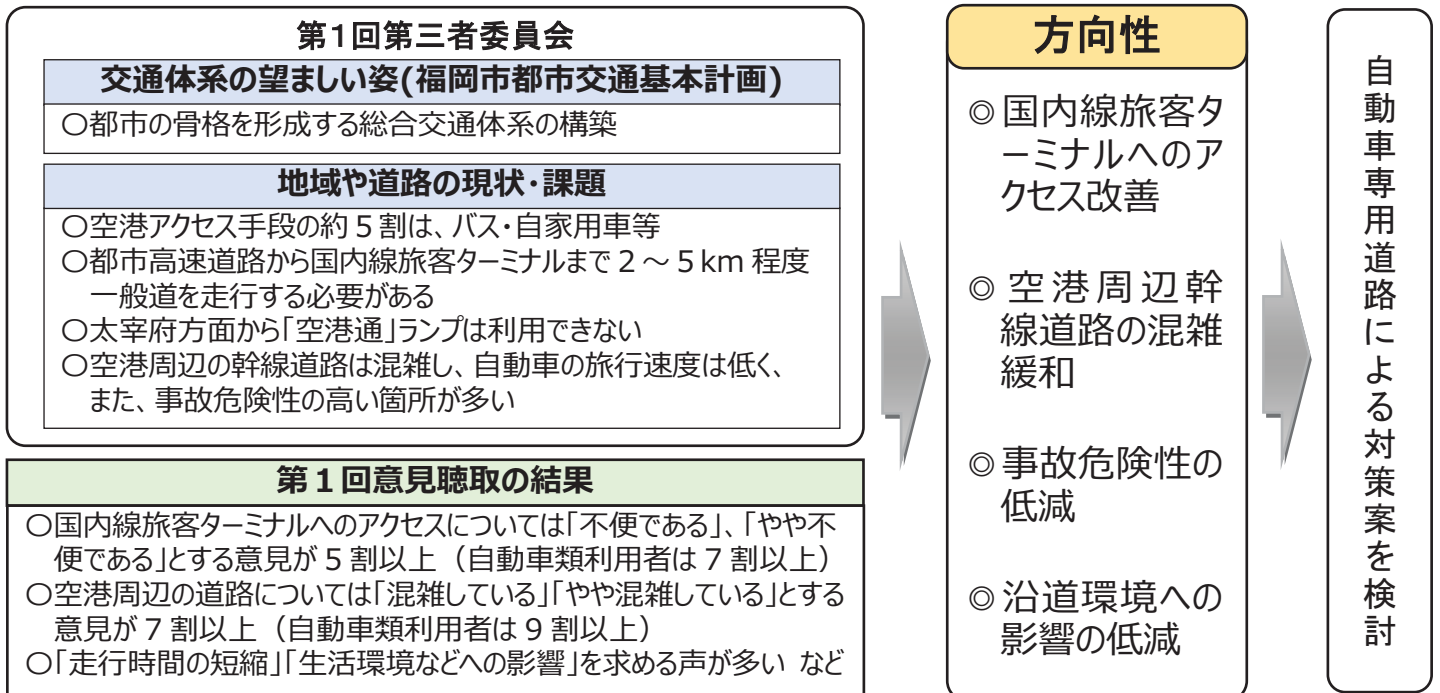 第1回第三者委員会
交通体系の望ましい姿(福岡市都市交通基本計画)
○都市の骨格を形成する総合交通体系の構築
地域や道路の現状・課題
○空港アクセス手段の約5割は、バス・自家用車等
○都市高速道路から国内線旅客ターミナルまで2～5km程度
一般道を走行する必要がある
○太宰府方面から「空港通」ランプは利用できない
○空港周辺の幹線道路は混雑し、自動車の旅行速度は低く、
また、事故危険性の高い箇所が多い
第1回意見聴取の結果
○国内線旅客ターミナルへのアクセスについては「不便である」、「やや不
便である」とする意見が5割以上（自動車類利用者は7割以上）
○空港周辺の道路については「混雑している」「やや混雑している」とする
意見が7割以上（自動車類利用者は9割以上）
○「走行時間の短縮」「生活環境などへの影響」を求める声が多い など
方向性
◎国内線旅客タ
ーミナルへのア
クセス改善
◎空港周辺幹
線道路の混雑
緩和
◎事故危険性の
低減
◎沿道環境への
影響の低減
自動車専用道路による対策案を検討